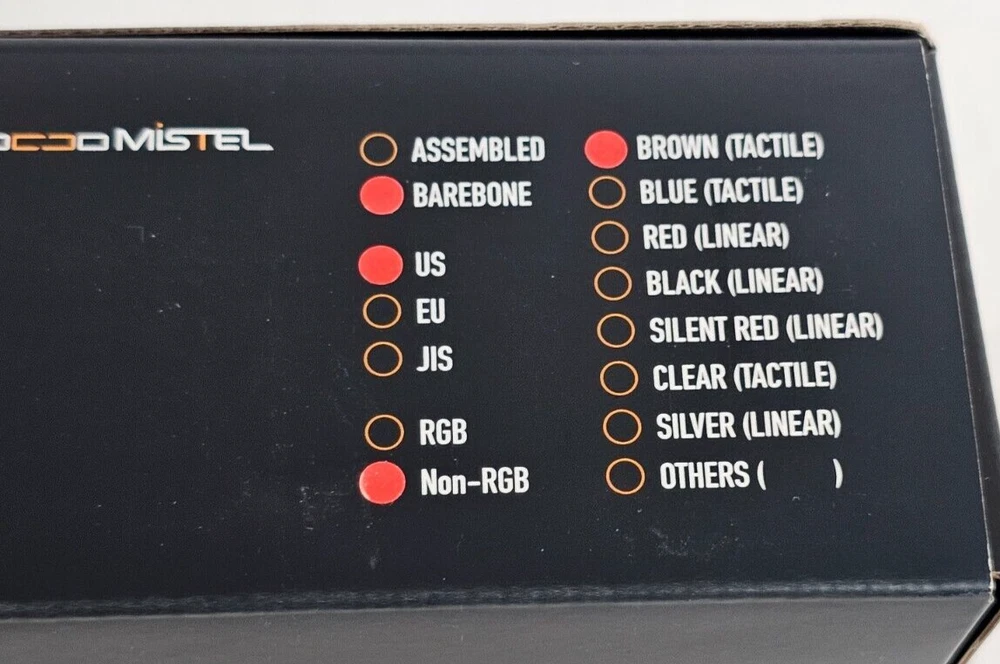 MiSTEL
ASSEMBLED
BAREBONE
US
EU
JIS
RGB
Non-RGB
BROWN (TACTILE)
BLUE (TACTILE)
RED (LINEAR)
BLACK (LINEAR)
SILENT RED (LINEAR)
CLEAR (TACTILE)
SILVER (LINEAR)
OTHERS ( )